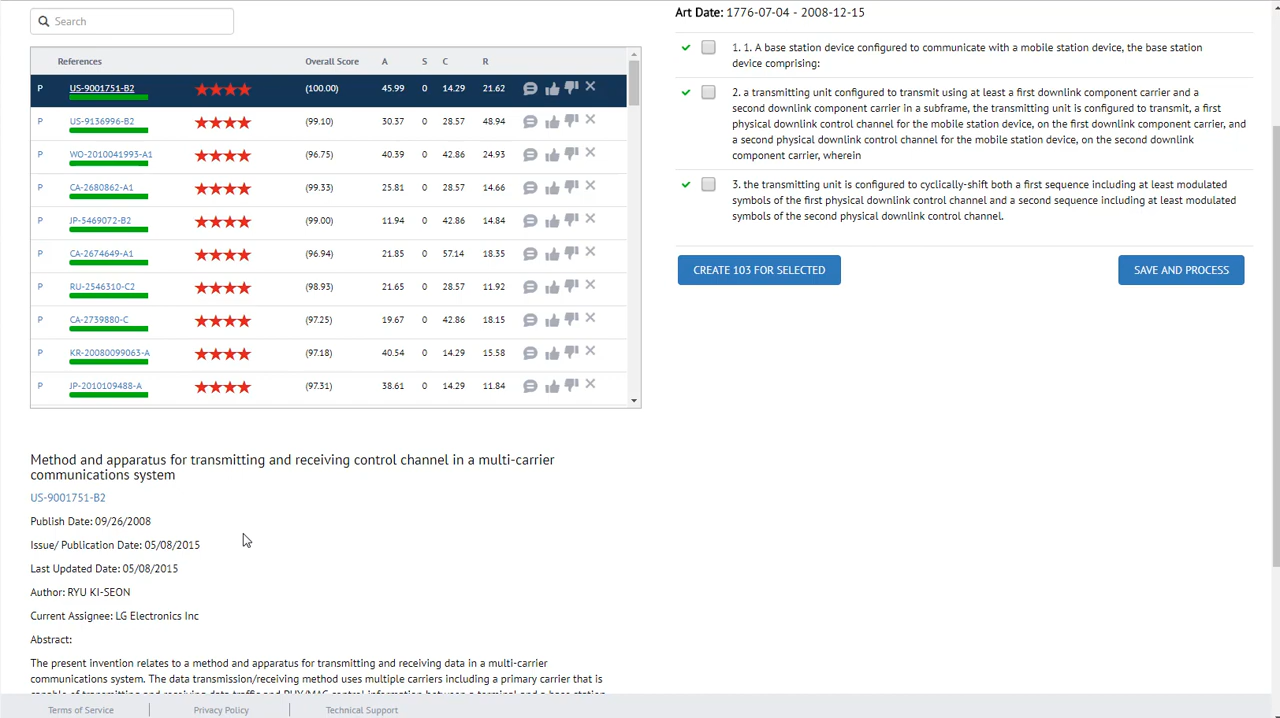 Search
References Overall Score A S C R
P US-9001751-B2 (100.00) 45.99 0 14.29 21.62
P US-9136996-B2 (99.10) 30.37 0 28.57 48.94
P WO-2010041993-A1 (96.75) 40.39 0 42.86 24.93
P CA-2680862-A1 (99.33) 25.81 0 28.57 14.66
P JP-5469072-B2 (99.00) 11.94 0 42.86 14.84
P CA-2674649-A1 (96.94) 21.85 0 57.14 18.35
P RU-2546310-C2 (98.93) 21.65 0 28.57 11.92
P CA-2739880-C (97.25) 19.67 0 42.86 18.15
P KR-20080099063-A (97.18) 40.54 0 14.29 15.58
P JP-2010109488-A (97.31) 38.61 0 14.29 11.84
Method and apparatus for transmitting and receiving control channel in a multi-carrier
communications system
US-9001751-B2
Publish Date: 09/26/2008
Issue/ Publication Date: 05/08/2015
Last Updated Date: 05/08/2015
Author: RYU KI-SEON
Current Assignee: LG Electronics Inc
Abstract:
The present invention relates to a method and apparatus for transmitting and receiving data in a multi-carrier
communications system. The data transmission/receiving method uses multiple carriers including a primary carrier that is
capable of transmitting and receiving data traffic and PHY/MAC control information between a terminal and a base station
Art Date: 1776-07-04 - 2008-12-15
1. 1. A base station device configured to communicate with a mobile station device, the base station
device comprising:
2. a transmitting unit configured to transmit using at least a first downlink component carrier and a
second downlink component carrier in a subframe, the transmitting unit is configured to transmit, a first
physical downlink control channel for the mobile station device, on the first downlink component carrier, and
a second physical downlink control channel for the mobile station device, on the second downlink
component carrier, wherein
3. the transmitting unit is configured to cyclically-shift both a first sequence including at least modulated
symbols of the first physical downlink control channel and a second sequence including at least modulated
symbols of the second physical downlink control channel.
CREATE 103 FOR SELECTED
SAVE AND PROCESS
Terms of Service
Privacy Policy
Technical Support